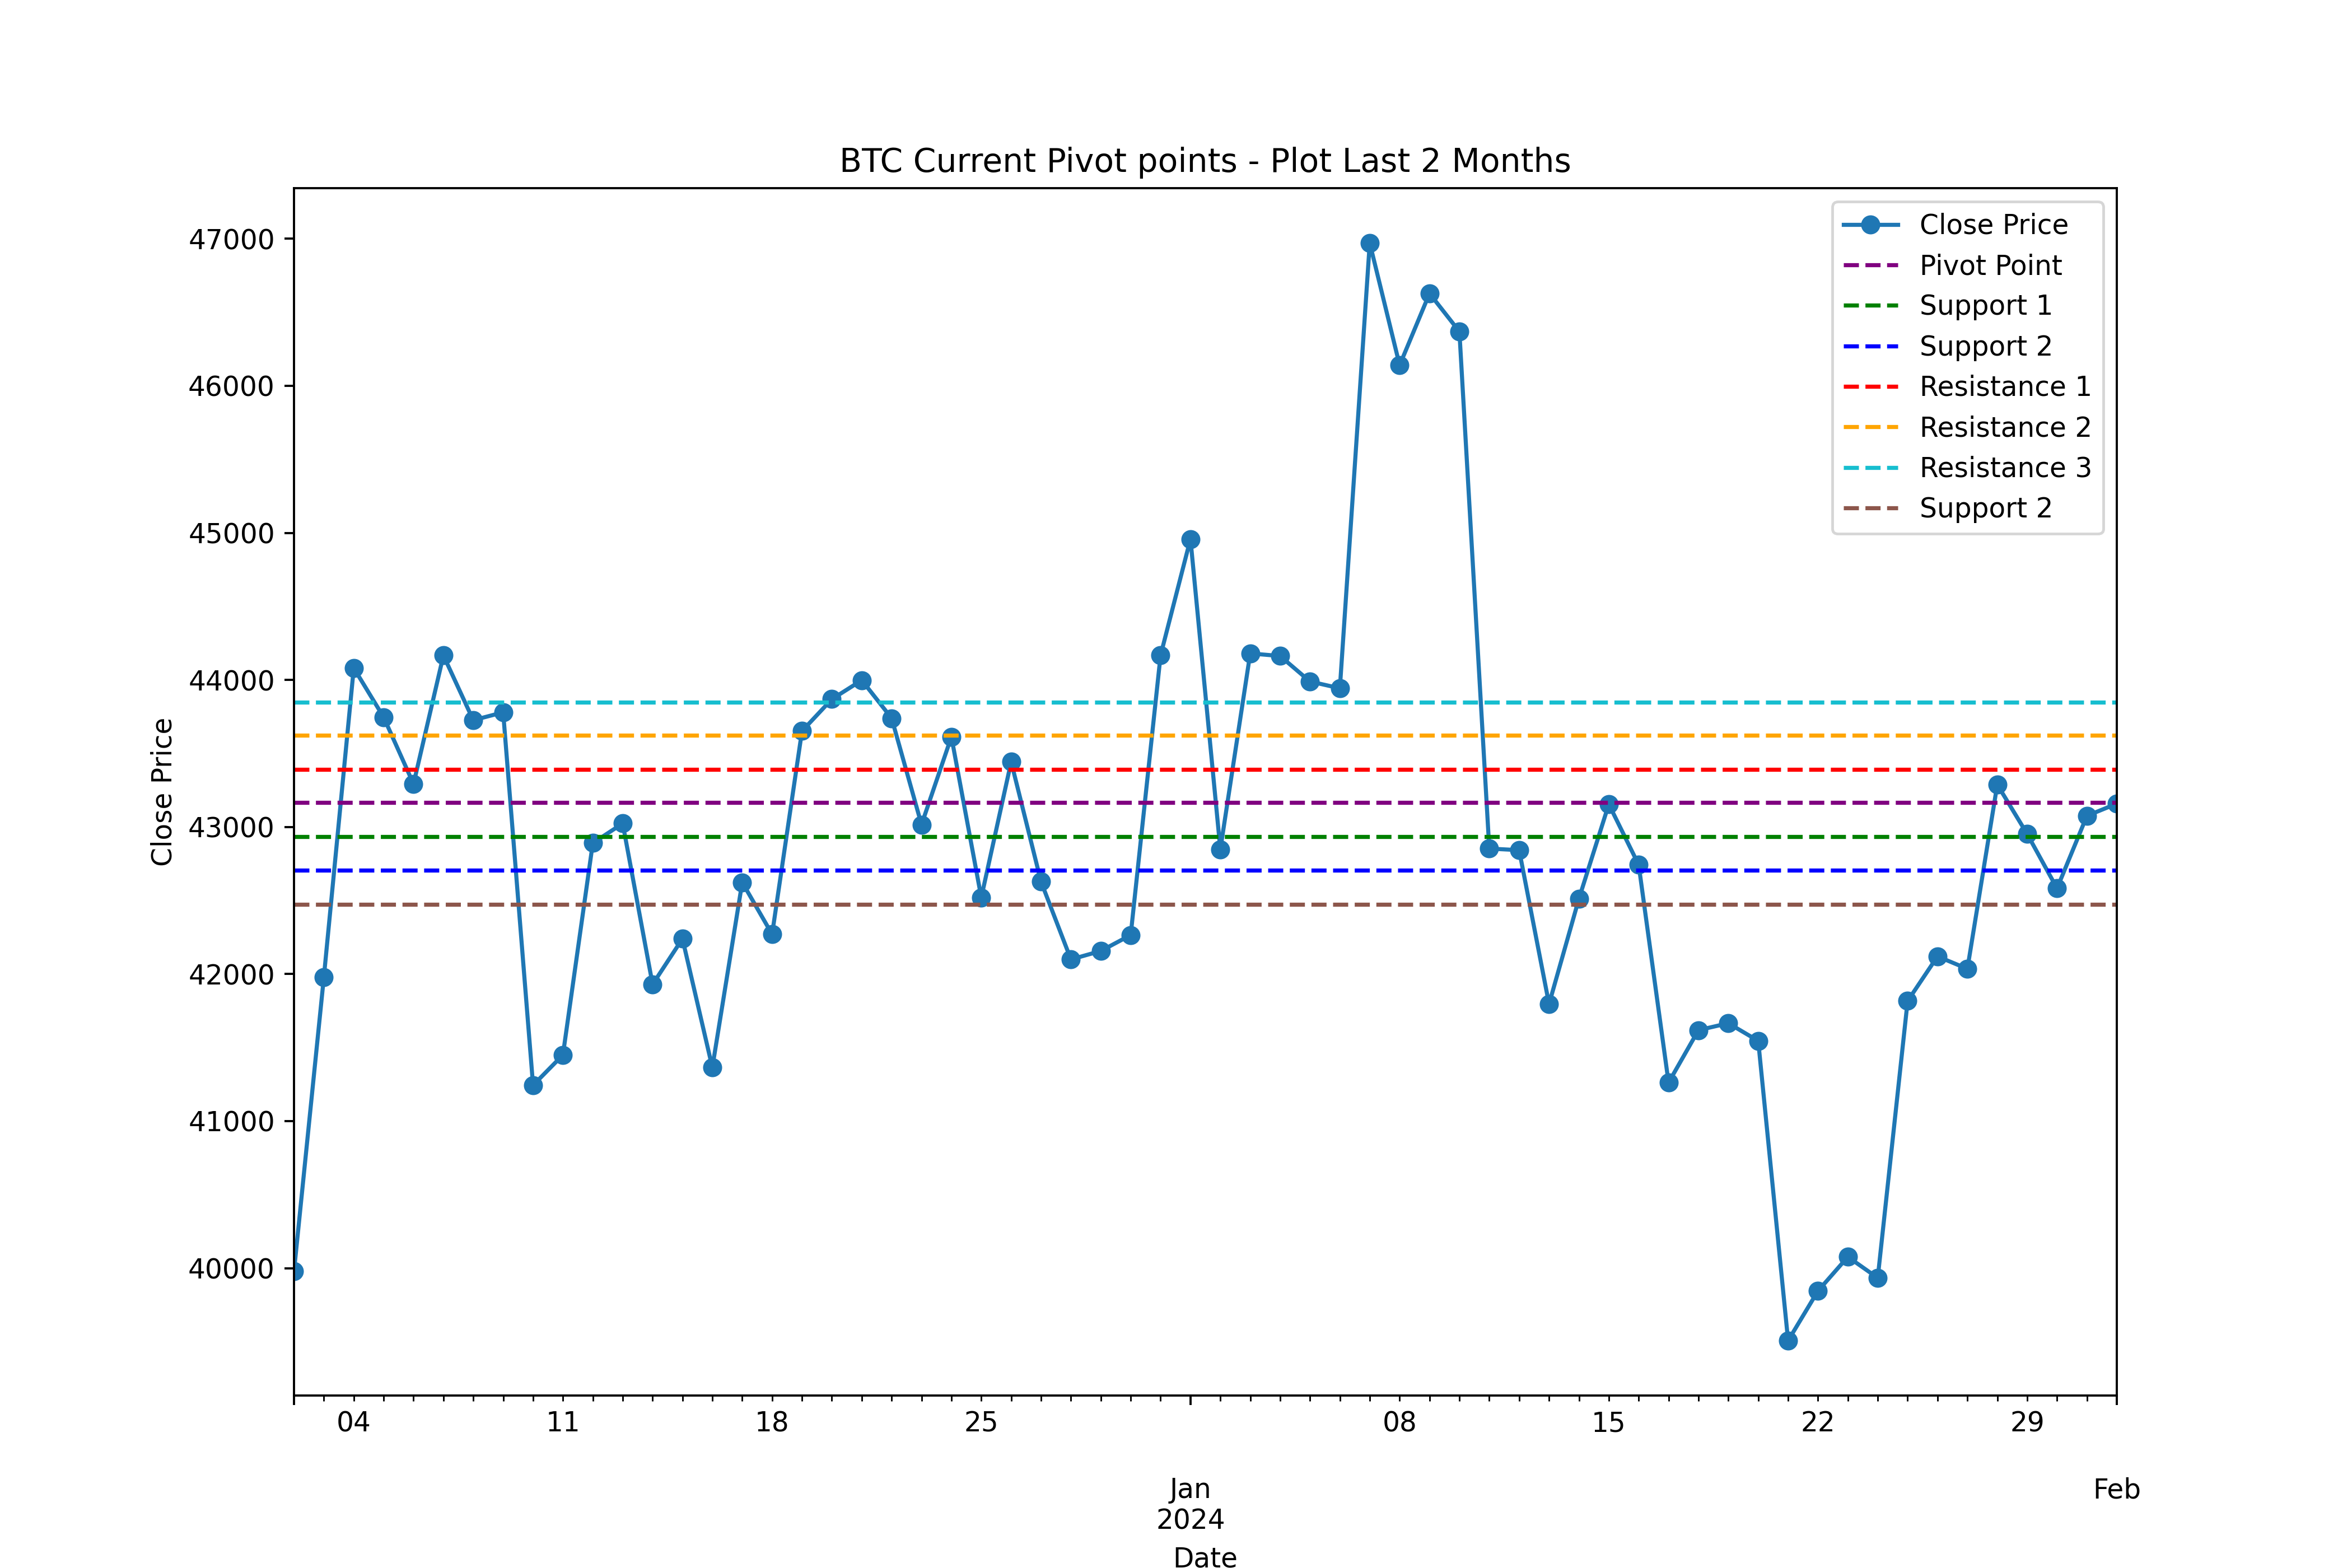 BTC Current Pivot points - Plot Last 2 Months
47000
46000
45000
44000
43000
42000
41000
40000
Close Price
Close Price
Pivot Point
Support 1
Support 2
Resistance 1
Resistance 2
Resistance 3
Support 2
04
11
18
25
08
15
22
29
Jan
2024
Feb
Date